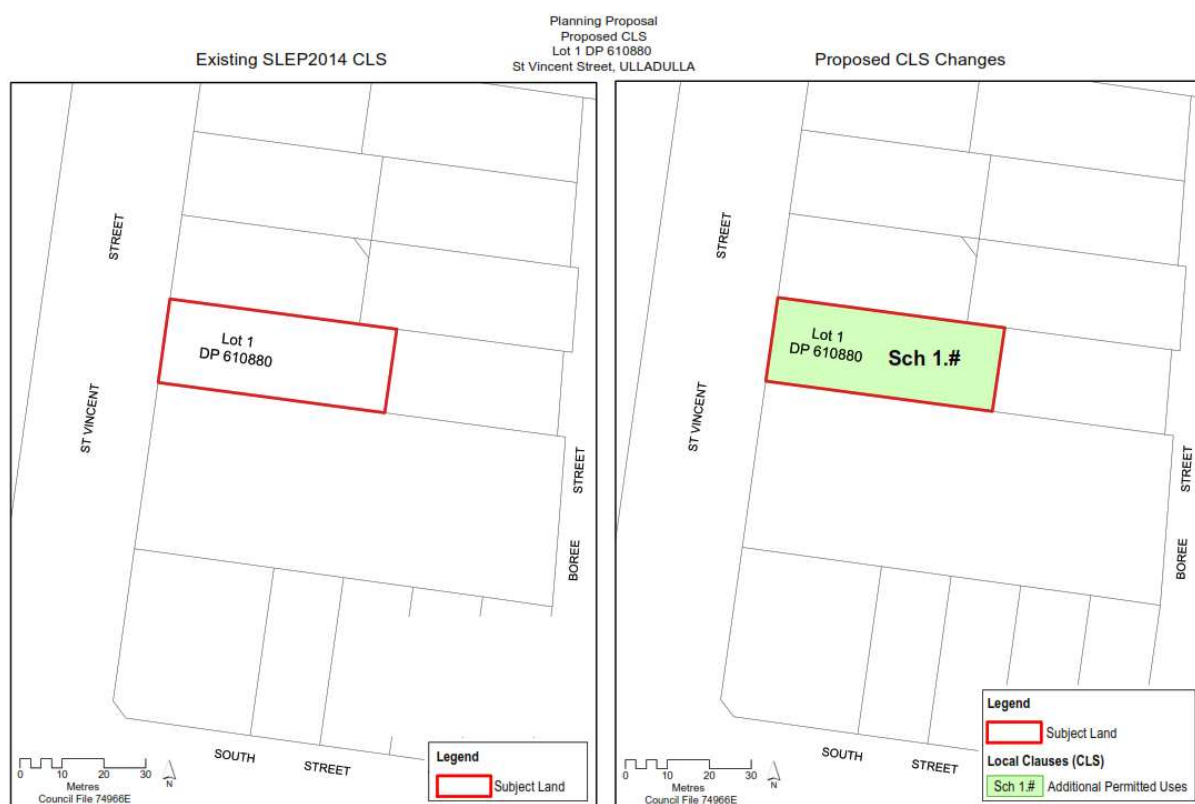 Planning Proposal
Proposed CLS
Lot 1 DP 610880
St Vincent Street, ULLADULLA
Existing SLEP2014 CLS
STREET
Lot 1
DP 610880
ST VINCENT
STREET
BOREE
SOUTH
STREET
0 10 20 30
Metres
Council File 74966E
N
Legend
Subject Land
Proposed CLS Changes
STREET
Lot 1
DP 610880
Sch 1.#
ST VINCENT
STREET
BOREE
SOUTH
STREET
0 10 20 30
Metres
Council File 74966E
N
Legend
Subject Land
Local Clauses (CLS)
Sch 1.# Additional Permitted Uses